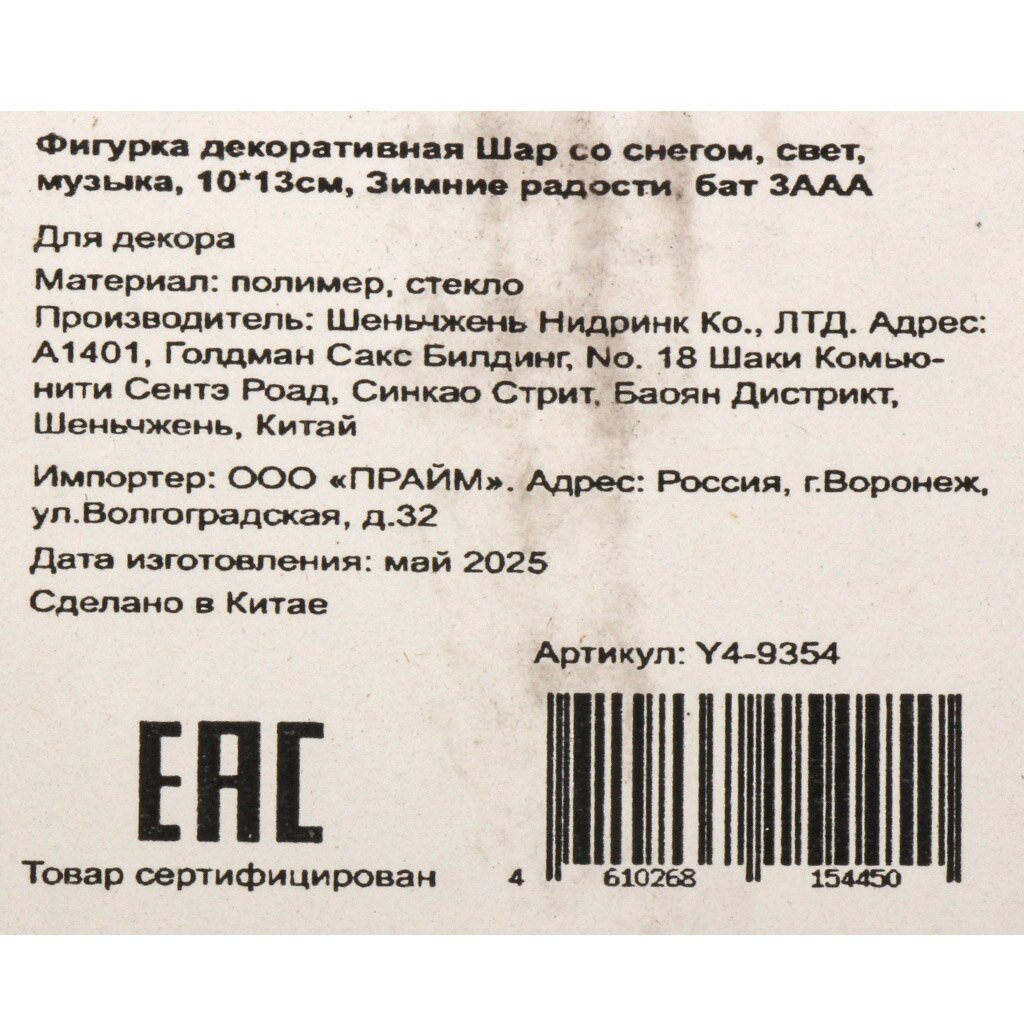 Фигурка декоративная Шар со снегом, свет,
музыка, 10*13см, Зимние радости, бат 3ААА
Для декора
Материал: полимер, стекло
Производитель: Шеньчжень Нидринк Ко., ЛТД. Адрес:
А1401, Голдман Сакс Билдинг, No. 18 Шаки Комью-
нити Сентэ Роад, Синкао Стрит, Баоян Дистрикт,
Шеньчжень, Китай
Импортер: ООО «ПРАЙМ». Адрес: Россия, г.Воронеж,
ул.Волгоградская, д.32
Дата изготовления: май 2025
Сделано в Китае
Артикул: Y4-9354
EAC
Товар сертифицирован
4 610268 154450